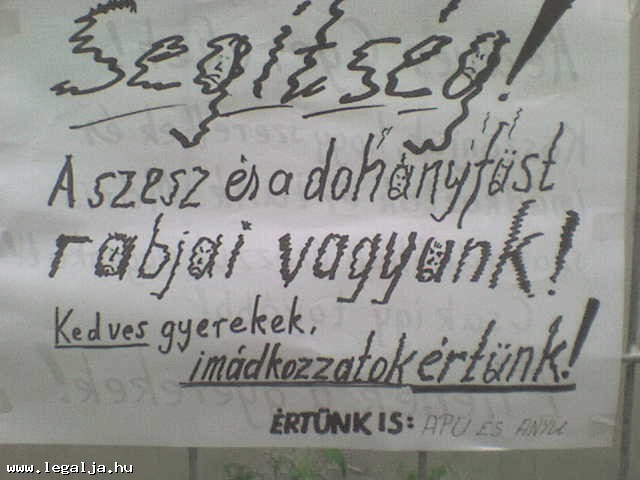 Segítség!
A szesz és a dohányfüst
rabjai vagyunk!
Kedves gyerekek,
imádkozzatok értünk!
ÉRTÜNK IS: APU ÉS ANYU
www.legalja.hu